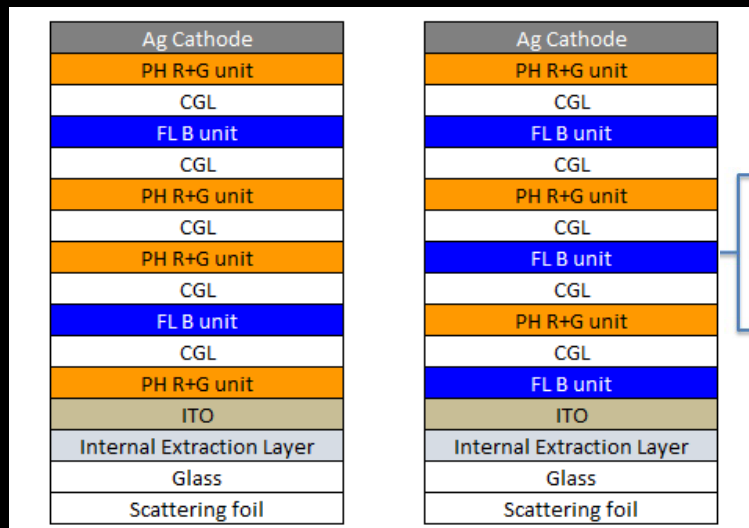 Ag Cathode
PH R+G unit
CGL
FL B unit
CGL
PH R+G unit
CGL
PH R+G unit
CGL
FL B unit
CGL
PH R+G unit
ITO
Internal Extraction Layer
Glass
Scattering foil
Ag Cathode
PH R+G unit
CGL
FL B unit
CGL
PH R+G unit
CGL
FL B unit
CGL
PH R+G unit
CGL
FL B unit
ITO
Internal Extraction Layer
Glass
Scattering foil